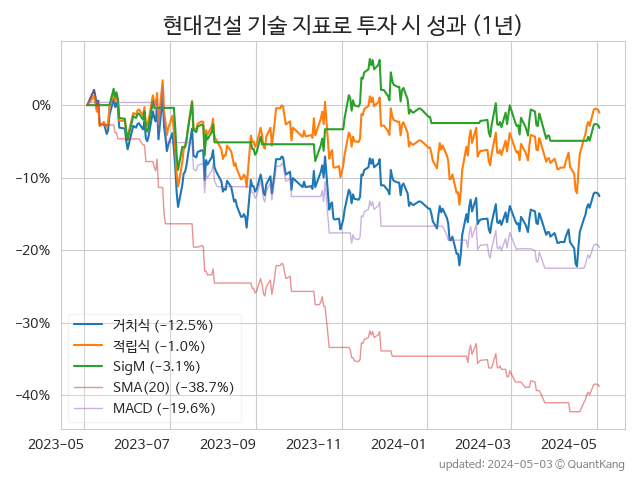 현대건설 기술 지표로 투자 시 성과 (1년)
0%
−10%
−20%
−30%
−40%
거치식 (−12.5%)
적립식 (−1.0%)
SigM (−3.1%)
SMA(20) (−38.7%)
MACD (−19.6%)
2023-05 2023-07 2023-09 2023-11 2024-01 2024-03 2024-05
updated: 2024-05-03 © QuantKang